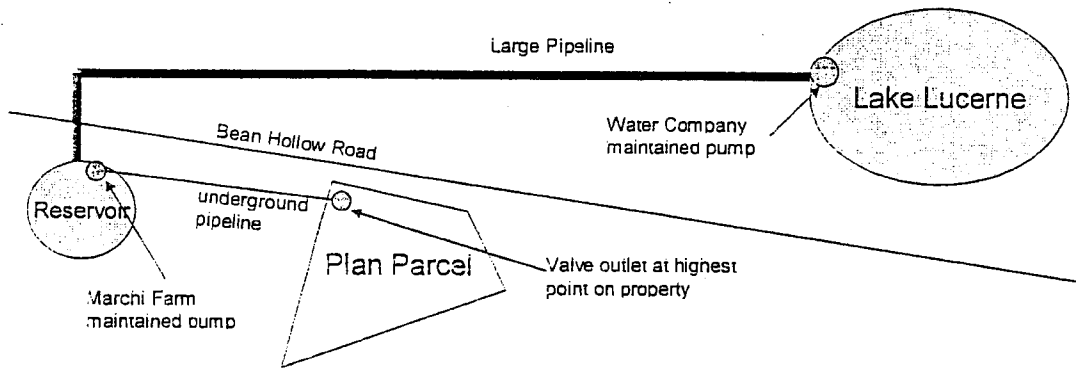 Large Pipeline
Lake Lucerne
Water Company
maintained pump
Bean Hollow Road
Reservoir
underground
pipeline
Plan Parcel
Valve outlet at highest
point on property
Marchi Farm
maintained pump